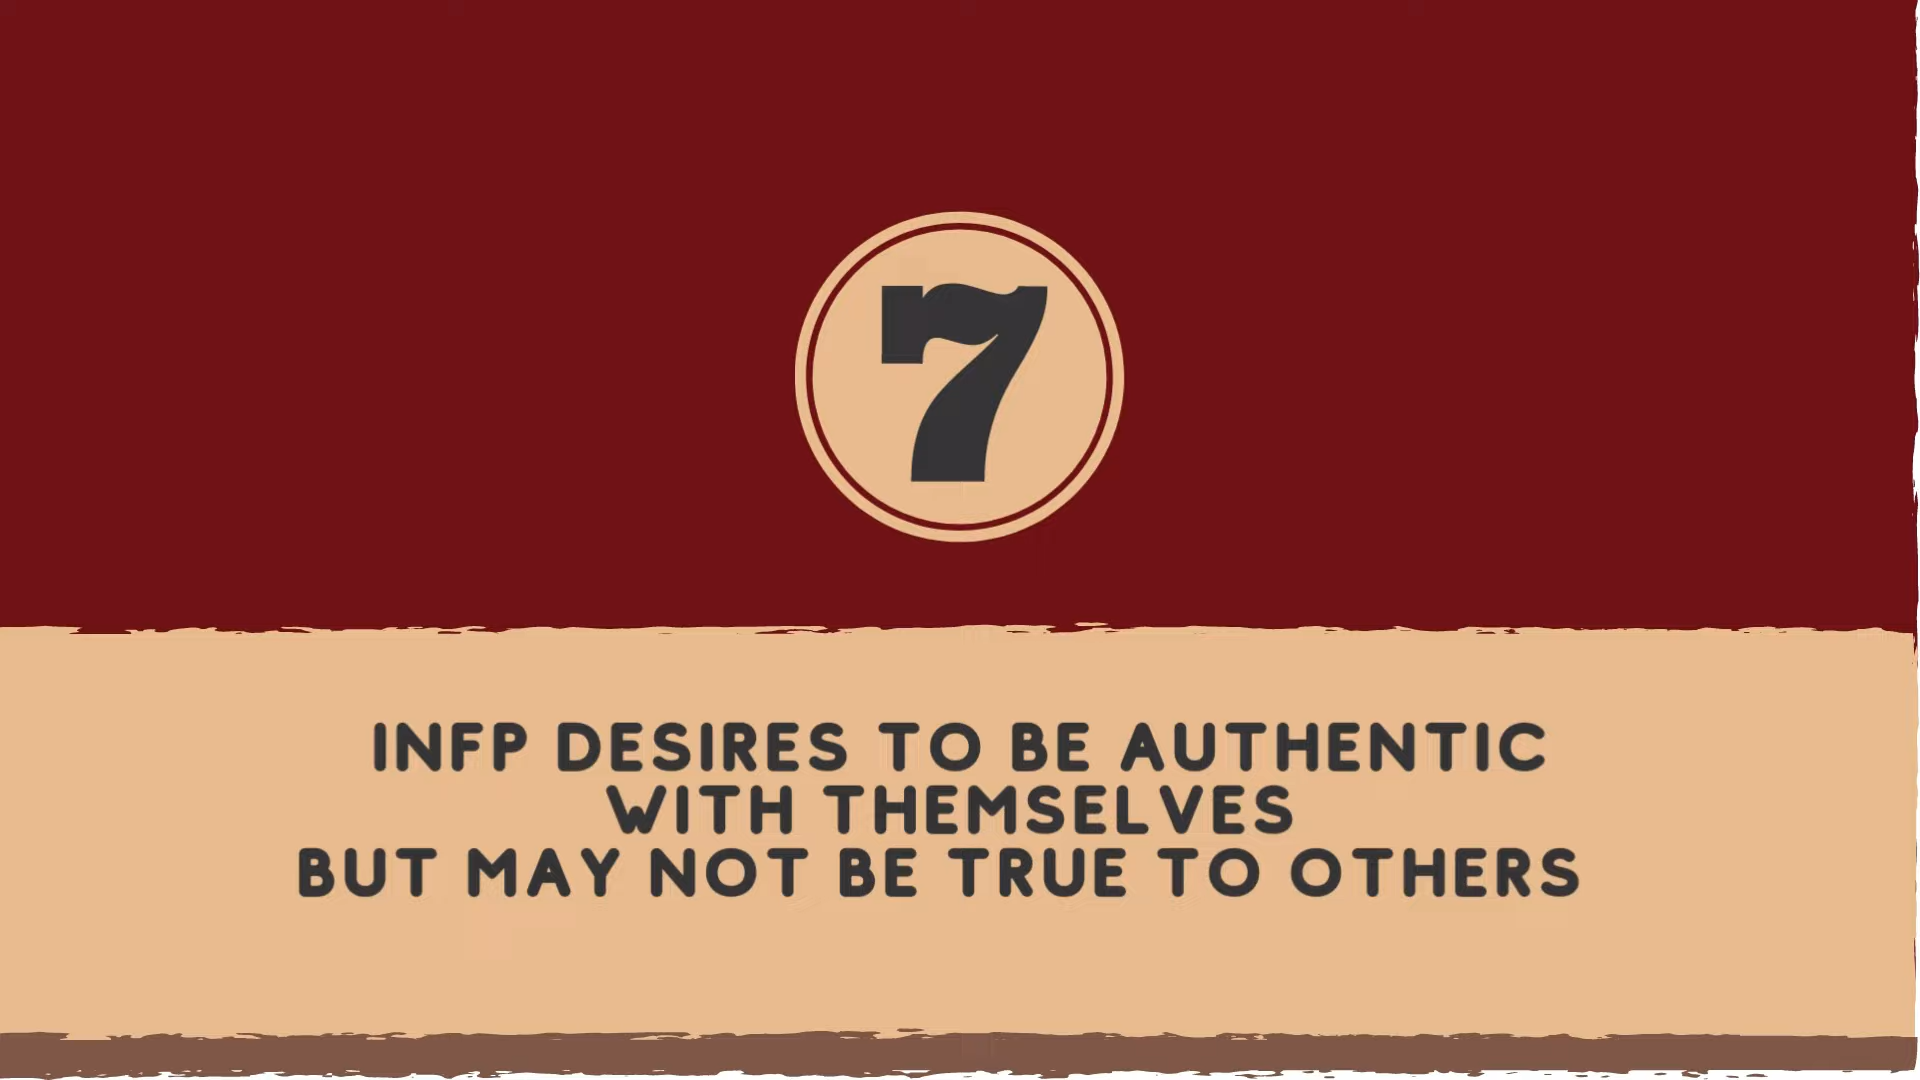 7
INFP DESIRES TO BE AUTHENTIC
WITH THEMSELVES
BUT MAY NOT BE TRUE TO OTHERS